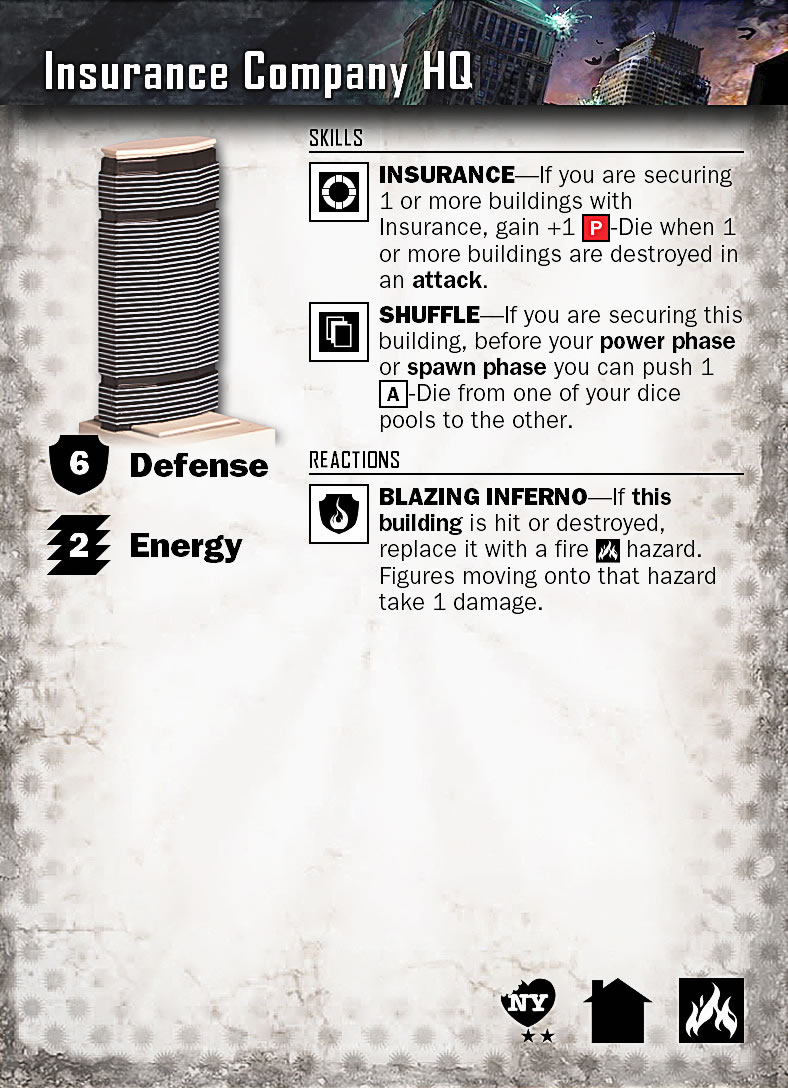 Insurance Company HQ
SKILLS
INSURANCE—If you are securing
1 or more buildings with
Insurance, gain +1 P-Die when 1
or more buildings are destroyed in
an attack.
SHUFFLE—If you are securing this
building, before your power phase
or spawn phase you can push 1
A-Die from one of your dice
pools to the other.
6 Defense
2 Energy
REACTIONS
BLAZING INFERNO—If this
building is hit or destroyed,
replace it with a fire hazard.
Figures moving onto that hazard
take 1 damage.
NY